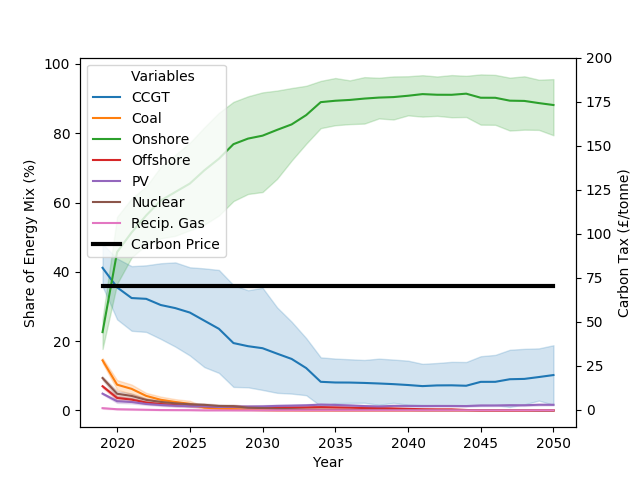 Variables
CCGT
Coal
Onshore
Offshore
PV
Nuclear
Recip. Gas
Carbon Price
Share of Energy Mix (%)
100
80
60
40
20
0
Carbon Tax (£/tonne)
200
175
150
125
100
75
50
25
0
2020 2025 2030 2035 2040 2045 2050
Year